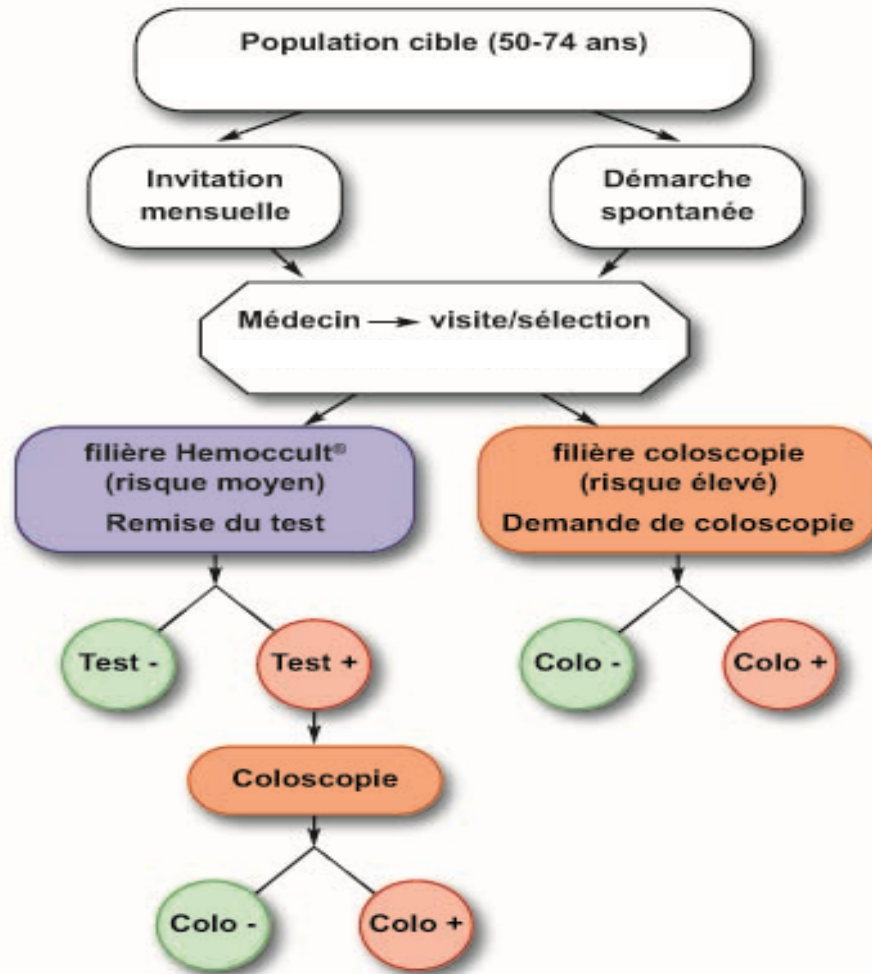 Population cible (50-74 ans)
Invitation
mensuelle
Démarche
spontanée
Médecin → visite/sélection
filière Hemoccult®
(risque moyen)
Remise du test
filière coloscopie
(risque élevé)
Demande de coloscopie
Test -
Test +
Colo -
Colo +
Coloscopie
Colo -
Colo +